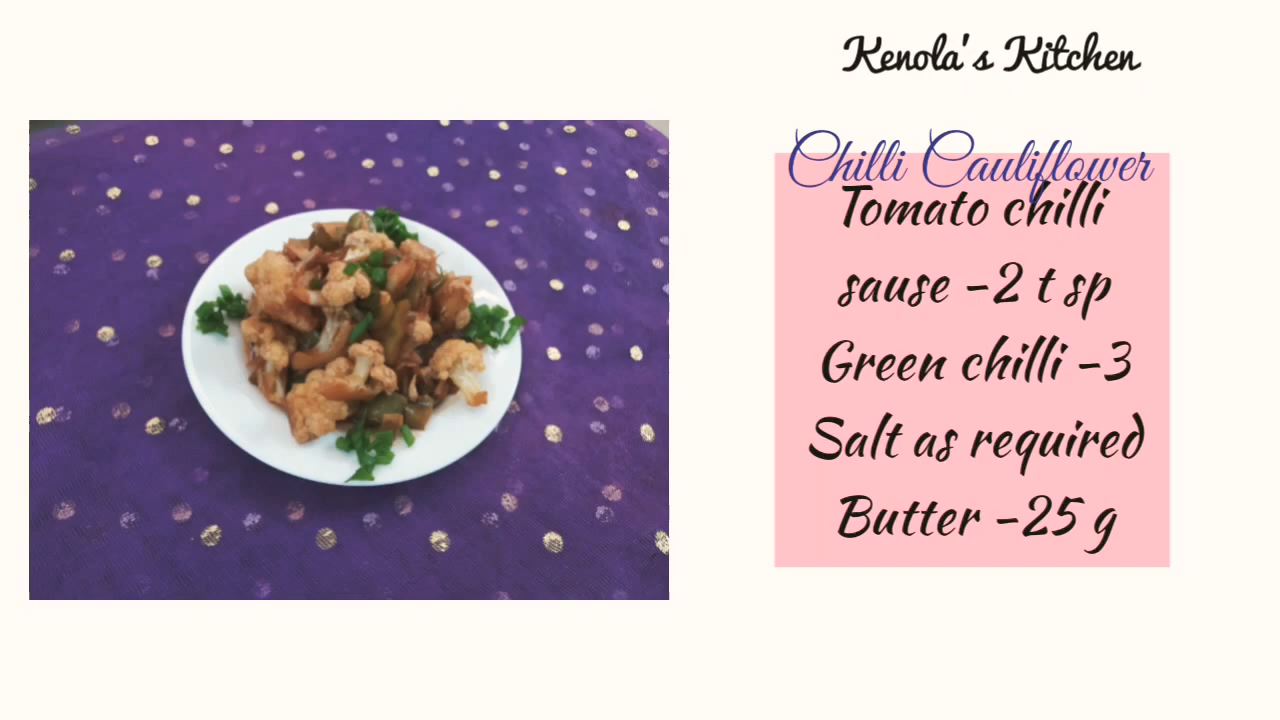 Kenola's Kitchen
Chilli Cauliflower
Tomato chilli
sause -2 t sp
Green chilli -3
Salt as required
Butter -25 g